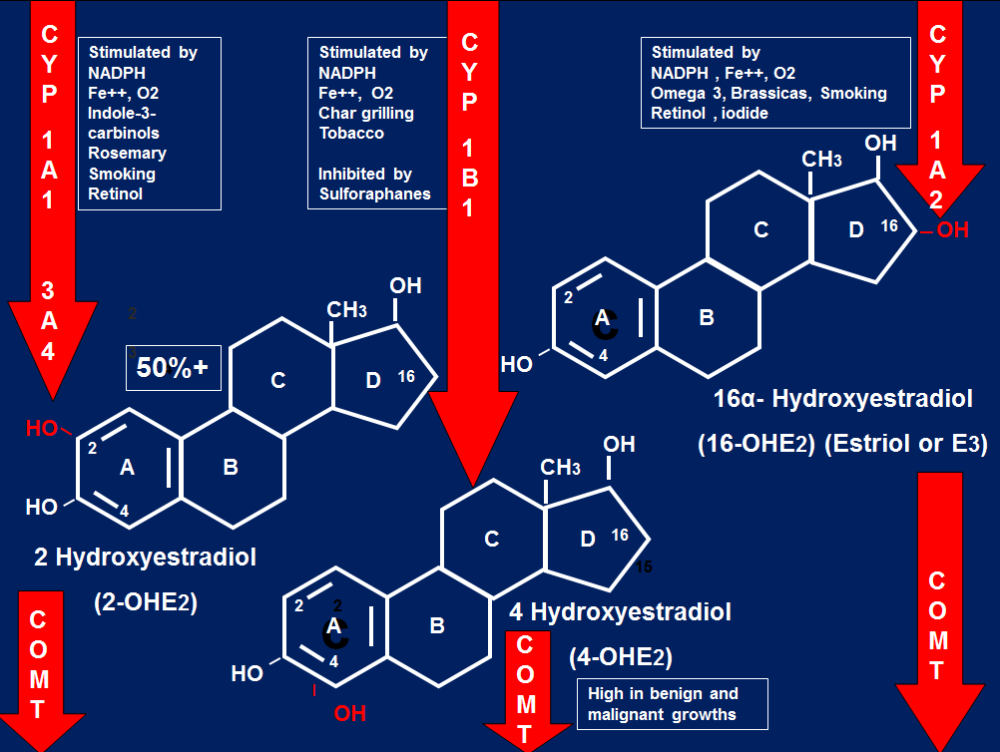 CYP 1A1 3A4
Stimulated by
NADPH
Fe++, O2
Indole-3-
carbinols
Rosemary
Smoking
Retinol
Stimulated by
NADPH
Fe++, O2
Char grilling
Tobacco
Inhibited by
Sulforaphanes
CYP 1B1
Stimulated by
NADPH , Fe++, O2
Omega 3, Brassicas, Smoking
Retinol , iodide
CYP 1A2
OH
CH3
C
D
16
OH
2
A
C
B
4
HO
16α- Hydroxyestradiol
(16-OHE2) (Estriol or E3)
2
3
50%+
OH
CH3
C
D
16
HO
2
A
B
HO
4
2 Hydroxyestradiol
(2-OHE2)
OH
CH3
C
D
16
15
2
2
A
C
B
4
HO
OH
4 Hydroxyestradiol
(4-OHE2)
High in benign and
malignant growths
COMT
COMT
COMT